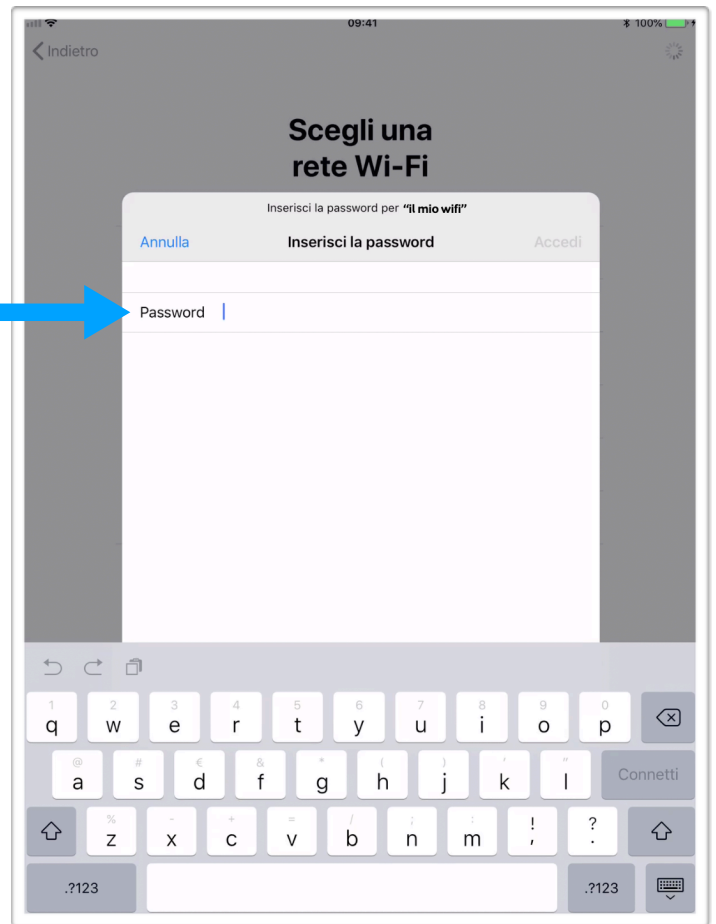 09:41
100%
Indietro
Scegli una
rete Wi-Fi
Inserisci la password per “il mio wifi”
Annulla
Inserisci la password
Accedi
Password
1 2 3 4 5 6 7 8 9 0
q w e r t y u i o p
@ # € & * ( ) ' "
a s d f g h j k l
Connetti
% - + = / ; :
z x c v b n m ! , ? .
.?123
.?123